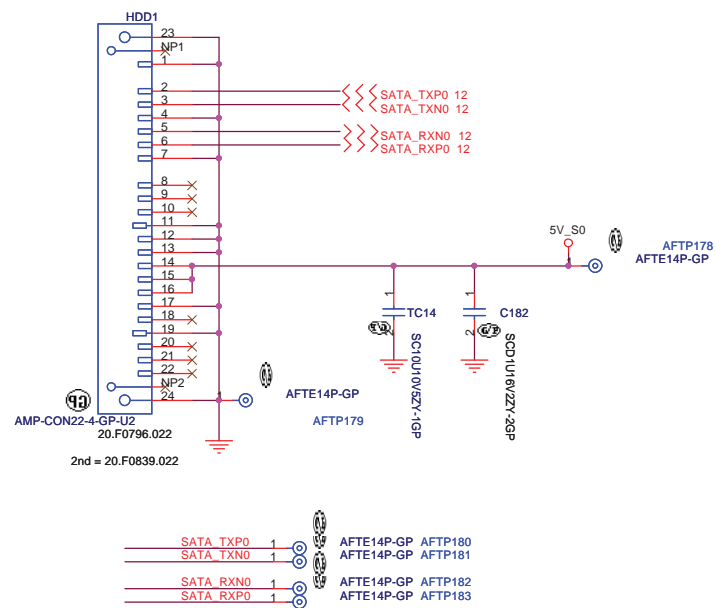 HDD1
23
NP1
1
2
SATA_TXP0 12
3
SATA_TXN0 12
4
5
SATA_RXN0 12
6
SATA_RXP0 12
7
8
9
10
11
5V_S0
12
AFTP178
13
AFTE14P-GP
14
1
15
16
1
1
17
TC14
C182
18
19
2
2
20
21
22
SC10U10V5ZY-1GP
SCD1U16V2ZY-2GP
NP2
24
1
AFTE14P-GP
GP
AMP-CON22-4-GP-U2
AFTP179
20.F0796.022
2nd = 20.F0839.022
SATA_TXP0 1 AFTE14P-GP AFTP180
SATA_TXN0 1 AFTE14P-GP AFTP181
SATA_RXN0 1 AFTE14P-GP AFTP182
SATA_RXP0 1 AFTE14P-GP AFTP183